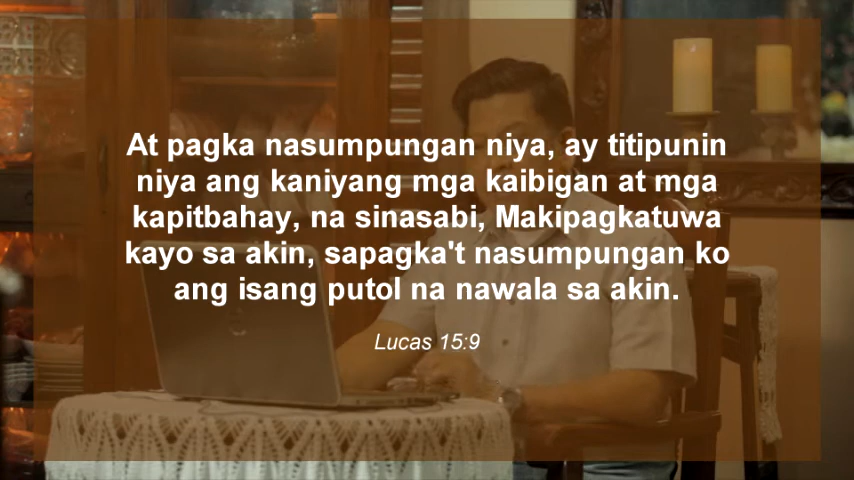 At pagka nasumpungan niya, ay titipunin
niya ang kaniyang mga kaibigan at mga
kapitbahay, na sinasabi, Makipagkatuwa
kayo sa akin, sapagka't nasumpungan ko
ang isang putol na nawala sa akin.
Lucas 15:9